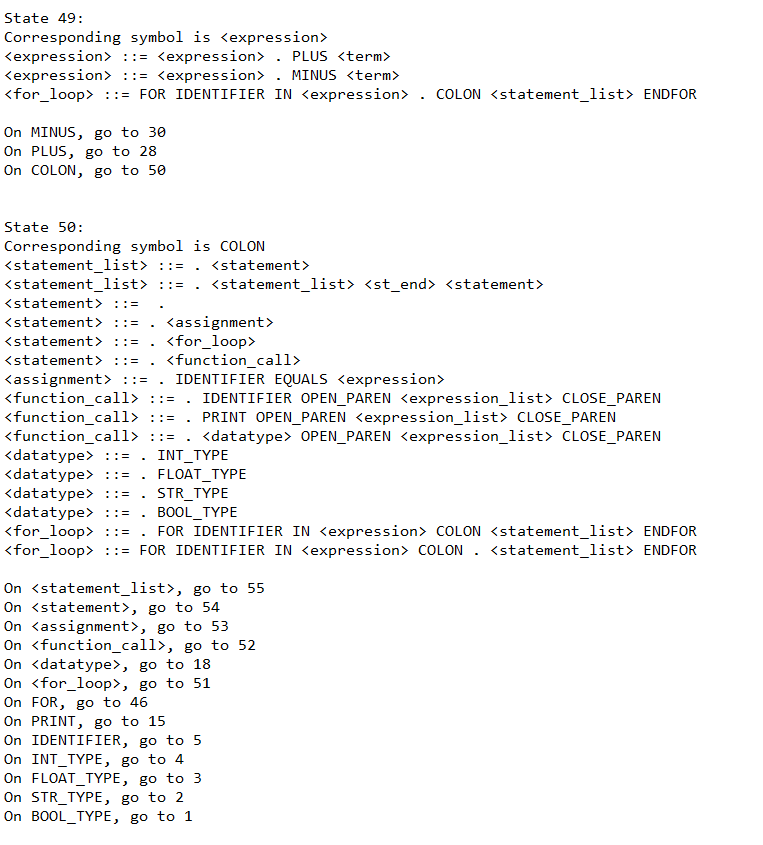 State 49:
Corresponding symbol is <expression>
<expression> ::= <expression> . PLUS <term>
<expression> ::= <expression> . MINUS <term>
<for_loop> ::= FOR IDENTIFIER IN <expression> . COLON <statement_list> ENDFOR
On MINUS, go to 30
On PLUS, go to 28
On COLON, go to 50
State 50:
Corresponding symbol is COLON
<statement_list> ::= . <statement>
<statement_list> ::= . <statement_list> <st_end> <statement>
<statement> ::=  .
<statement> ::= . <assignment>
<statement> ::= . <for_loop>
<statement> ::= . <function_call>
<assignment> ::= . IDENTIFIER EQUALS <expression>
<function_call> ::= . IDENTIFIER OPEN_PAREN <expression_list> CLOSE_PAREN
<function_call> ::= . PRINT OPEN_PAREN <expression_list> CLOSE_PAREN
<function_call> ::= . <datatype> OPEN_PAREN <expression_list> CLOSE_PAREN
<datatype> ::= . INT_TYPE
<datatype> ::= . FLOAT_TYPE
<datatype> ::= . STR_TYPE
<datatype> ::= . BOOL_TYPE
<for_loop> ::= . FOR IDENTIFIER IN <expression> COLON <statement_list> ENDFOR
<for_loop> ::= FOR IDENTIFIER IN <expression> COLON . <statement_list> ENDFOR
On <statement_list>, go to 55
On <statement>, go to 54
On <assignment>, go to 53
On <function_call>, go to 52
On <datatype>, go to 18
On <for_loop>, go to 51
On FOR, go to 46
On PRINT, go to 15
On IDENTIFIER, go to 5
On INT_TYPE, go to 4
On FLOAT_TYPE, go to 3
On STR_TYPE, go to 2
On BOOL_TYPE, go to 1